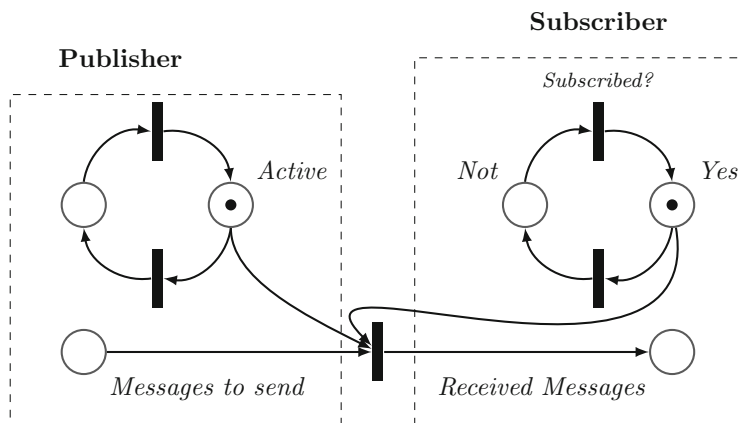 Subscriber
Publisher
Subscribed?
Active
Not
Yes
Messages to send
Received Messages